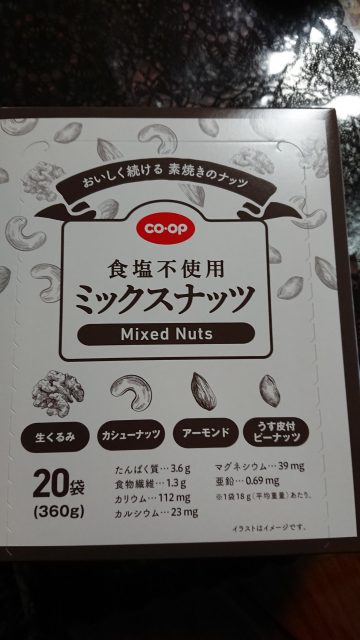 おいしく続ける 素焼きのナッツ
CO·OP
食塩不使用
ミックスナッツ
Mixed Nuts
生くるみ
カシューナッツ
アーモンド
うす皮付
ピーナッツ
20袋
(360g)
たんぱく質…3.6g
食物繊維…1.3g
カリウム…112mg
カルシウム…23mg
マグネシウム…39mg
亜鉛…0.69mg
※1袋18g(平均重量)あたり。
イラストはイメージです。